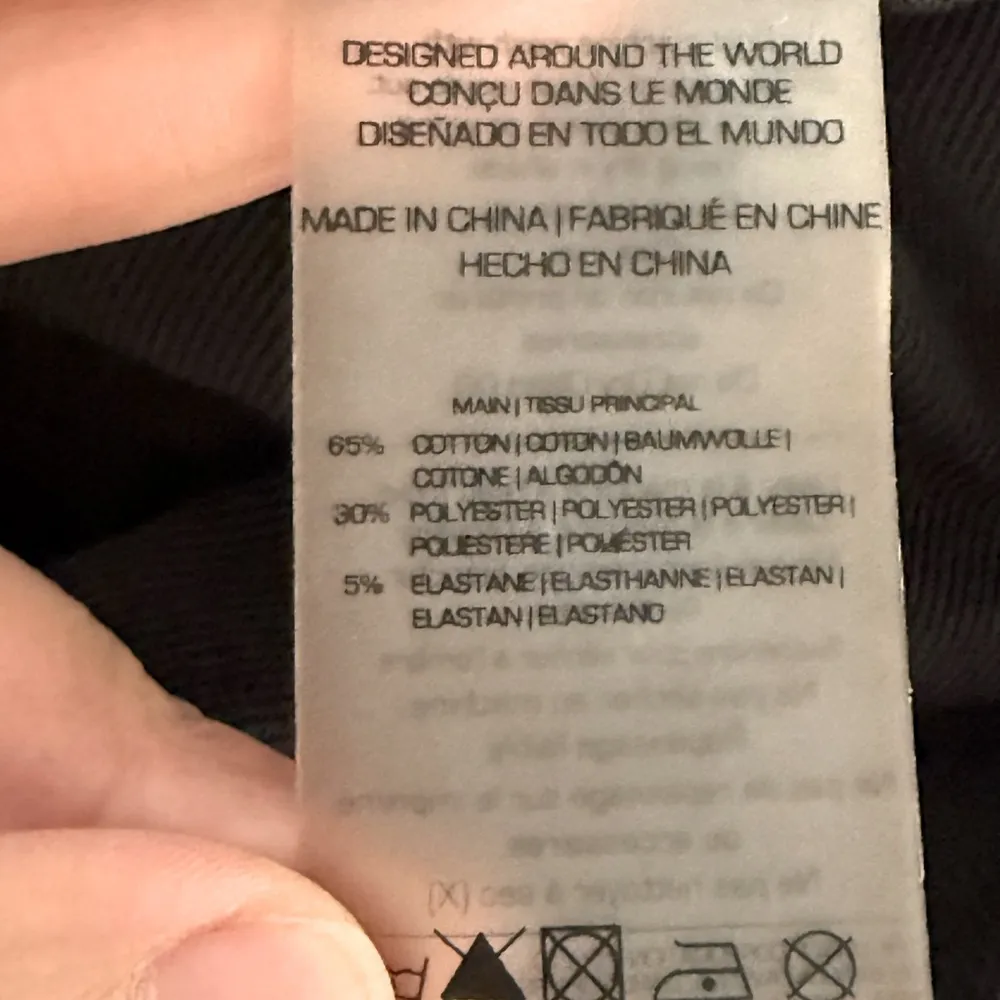 DESIGNED AROUND THE WORLD
CONÇU DANS LE MONDE
DISEÑADO EN TODO EL MUNDO
MADE IN CHINA | FABRIQUÉ EN CHINE
HECHO EN CHINA
MAIN | TISSU PRINCIPAL
65% COTTON | COTON | BAUMWOLLE |
COTONE | ALGODÓN
30% POLYESTER | POLYESTER | POLYESTER |
POLIESTERE | POLIÉSTER
5% ELASTANE | ELASTHANNE | ELASTAN |
ELASTAN | ELASTANO